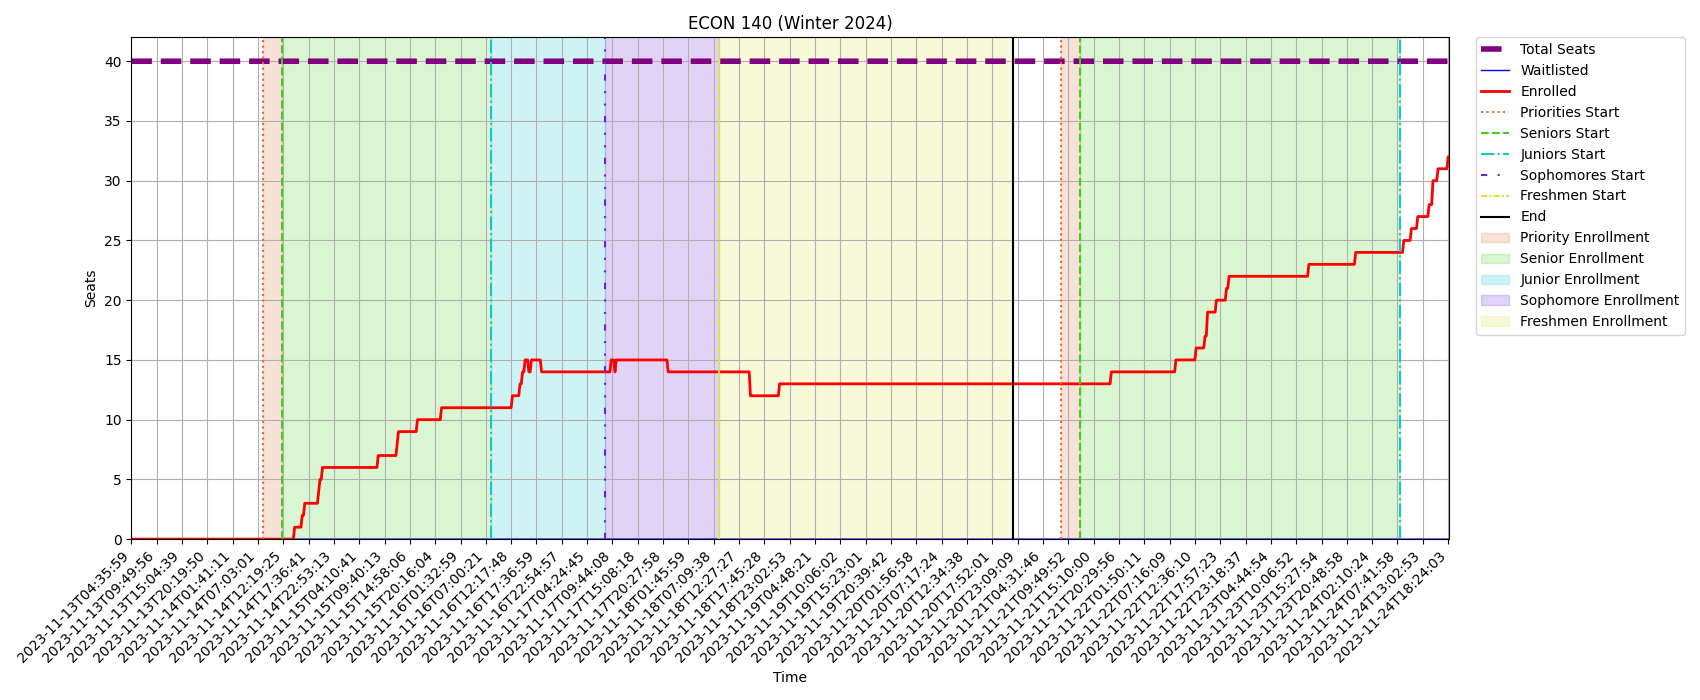 ECON 140 (Winter 2024)
Seats
40
35
30
25
20
15
10
5
0
2023-11-13T04:35:59
2023-11-13T09:49:56
2023-11-13T15:04:39
2023-11-13T20:19:50
2023-11-14T01:41:11
2023-11-14T07:03:01
2023-11-14T12:19:25
2023-11-14T17:36:41
2023-11-14T22:53:13
2023-11-15T04:10:41
2023-11-15T09:40:13
2023-11-15T14:58:06
2023-11-15T20:16:04
2023-11-16T01:32:59
2023-11-16T07:00:21
2023-11-16T12:17:48
2023-11-16T17:36:59
2023-11-16T22:54:57
2023-11-17T04:24:45
2023-11-17T09:44:08
2023-11-17T15:08:18
2023-11-17T20:27:58
2023-11-18T01:45:59
2023-11-18T07:09:38
2023-11-18T12:27:27
2023-11-18T17:45:28
2023-11-18T23:02:53
2023-11-19T04:48:21
2023-11-19T10:06:02
2023-11-19T15:23:01
2023-11-19T20:39:42
2023-11-20T01:56:58
2023-11-20T07:17:24
2023-11-20T12:34:38
2023-11-20T17:52:01
2023-11-20T23:09:09
2023-11-21T04:31:46
2023-11-21T09:49:52
2023-11-21T15:10:00
2023-11-21T20:29:56
2023-11-22T01:50:11
2023-11-22T07:16:09
2023-11-22T12:36:10
2023-11-22T17:57:23
2023-11-22T23:18:37
2023-11-23T04:44:54
2023-11-23T10:06:52
2023-11-23T15:27:54
2023-11-23T20:48:58
2023-11-24T02:10:24
2023-11-24T07:41:58
2023-11-24T13:02:53
2023-11-24T18:24:03
Time
Total Seats
Waitlisted
Enrolled
Priorities Start
Seniors Start
Juniors Start
Sophomores Start
Freshmen Start
End
Priority Enrollment
Senior Enrollment
Junior Enrollment
Sophomore Enrollment
Freshmen Enrollment